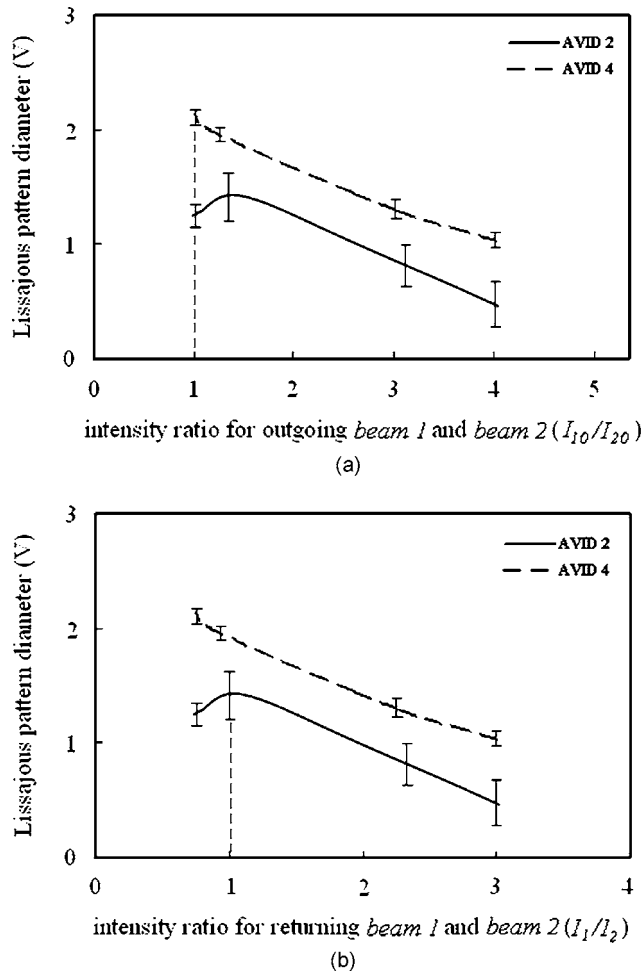 3
AVID 2
AVID 4
2
1
0
Lissajous pattern diameter (V)
0 1 2 3 4 5
intensity ratio for outgoing beam 1 and beam 2 (I10/I20)
(a)
3
AVID 2
AVID 4
2
1
0
Lissajous pattern diameter (V)
0 1 2 3 4
intensity ratio for returning beam 1 and beam 2 (I1/I2)
(b)